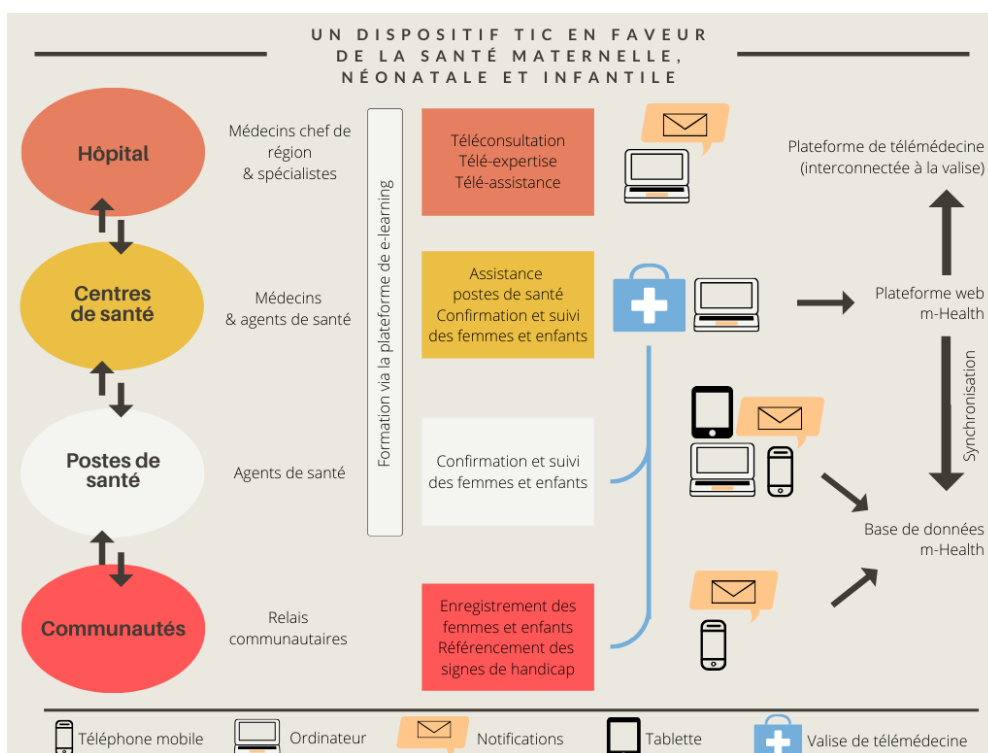 UN DISPOSITIF TIC EN FAVEUR
DE LA SANTÉ MATERNELLE,
NÉONATALE ET INFANTILE
Hôpital
Médecins chef de
région
& spécialistes
Formation via la plateforme de e-learning
Téléconsultation
Télé-expertise
Télé-assistance
Plateforme de télémédecine
(interconnectée à la valise)
Centres
de santé
Médecins
& agents de santé
Assistance
postes de santé
Confirmation et suivi
des femmes et enfants
Plateforme web
m-Health
Synchronisation
Postes de
santé
Agents de santé
Confirmation et suivi
des femmes et enfants
Base de données
m-Health
Communautés
Relais
communautaires
Enregistrement des
femmes et enfants
Référencement des
signes de handicap
Téléphone mobile
Ordinateur
Notifications
Tablette
Valise de télémédecine